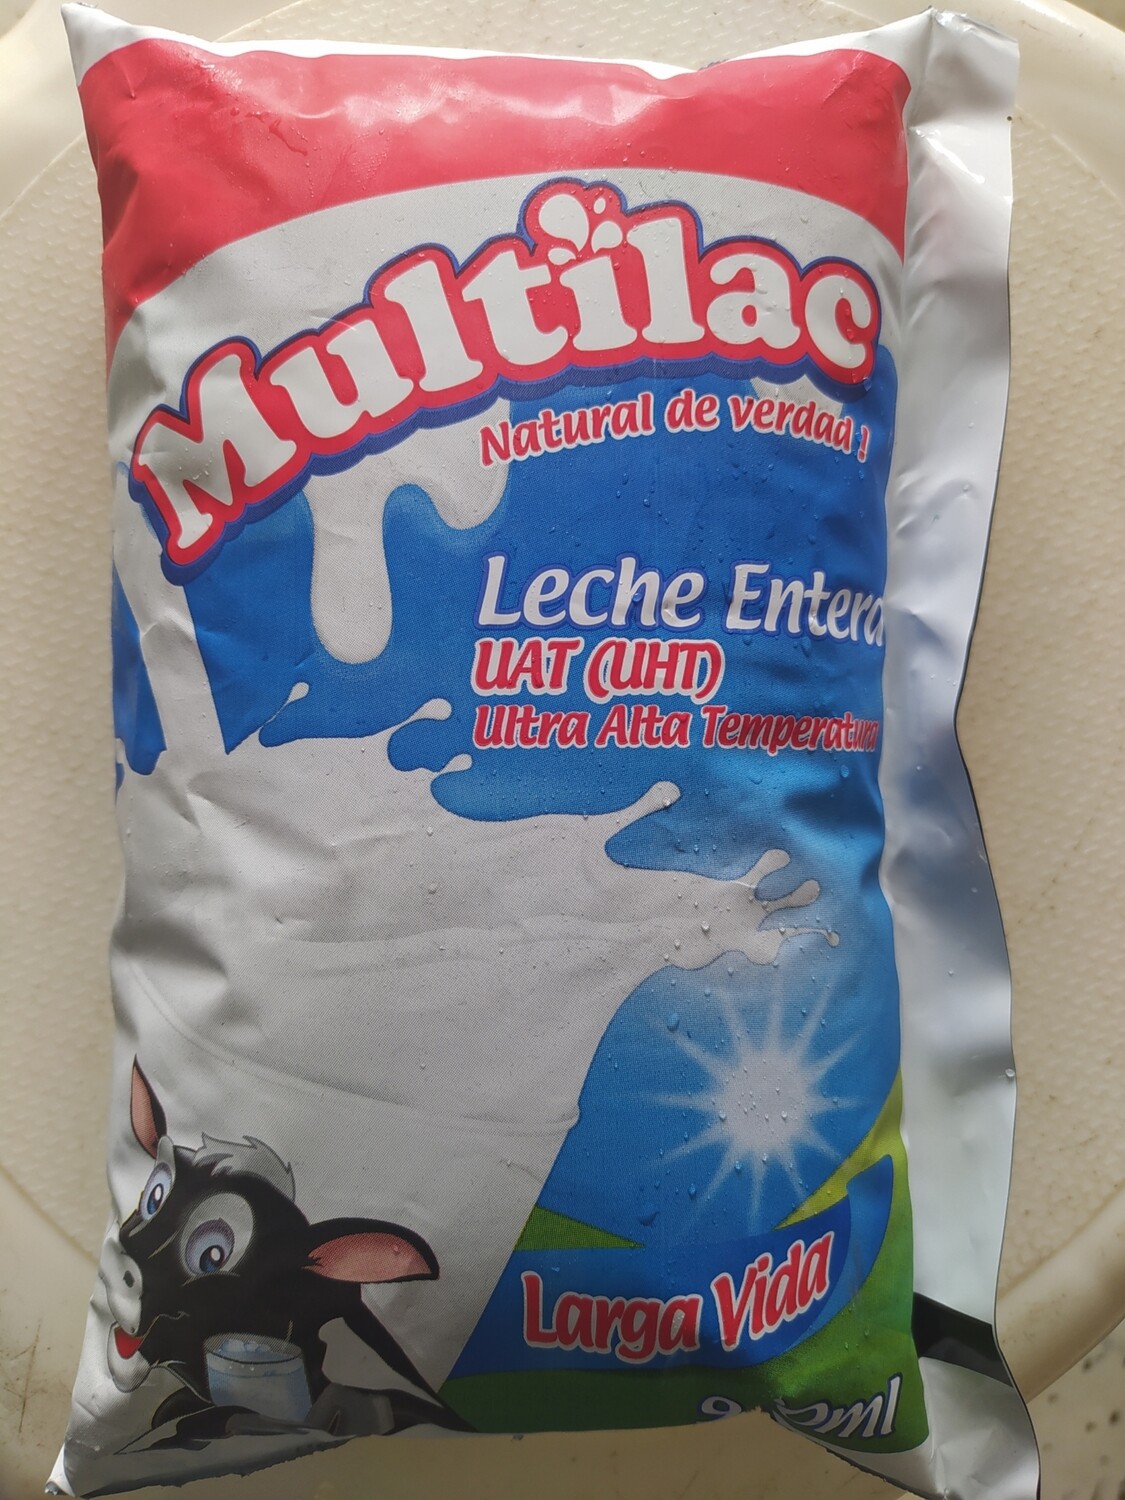 Multilac
Natural de verdad !
Leche Entera
UAT (UHT)
Ultra Alta Temperatura
Larga Vida